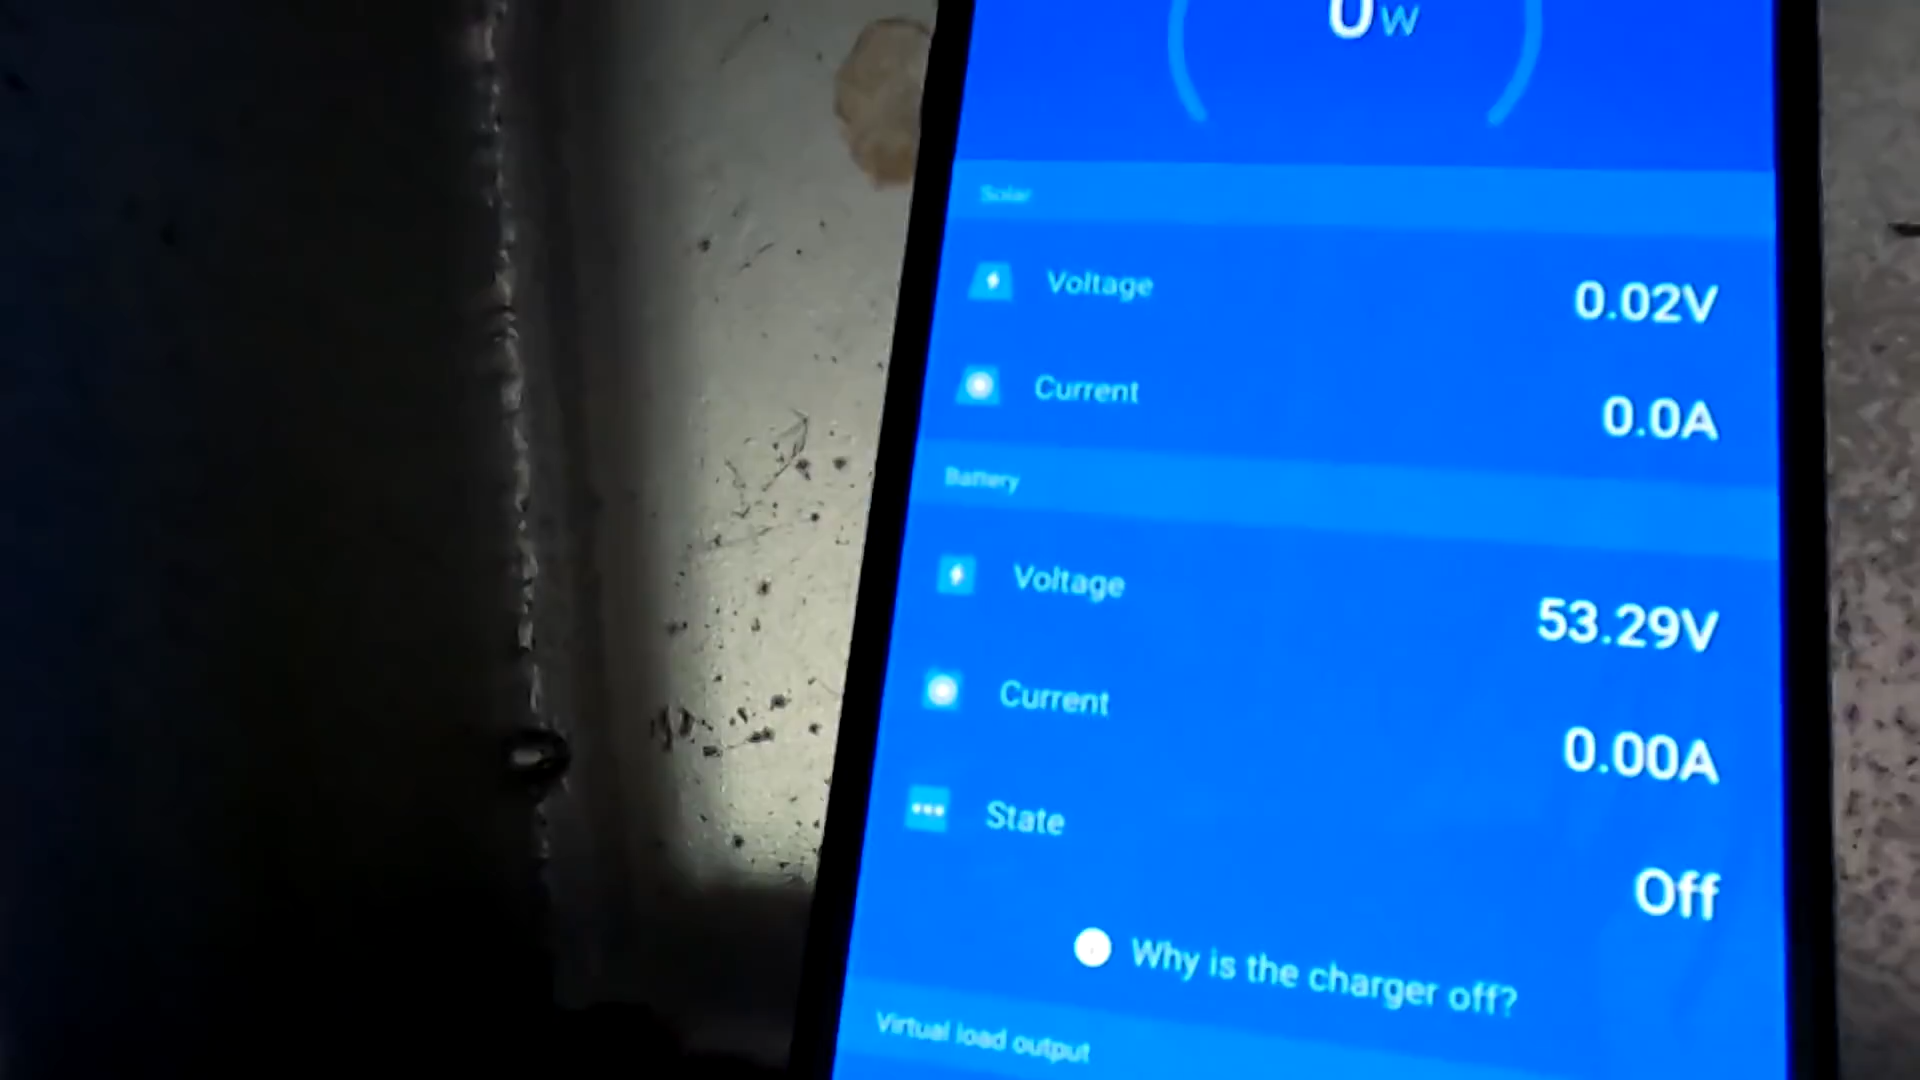 0W
Solar
Voltage 0.02V
Current 0.0A
Battery
Voltage 53.29V
Current 0.00A
State Off
Why is the charger off?
Virtual load output